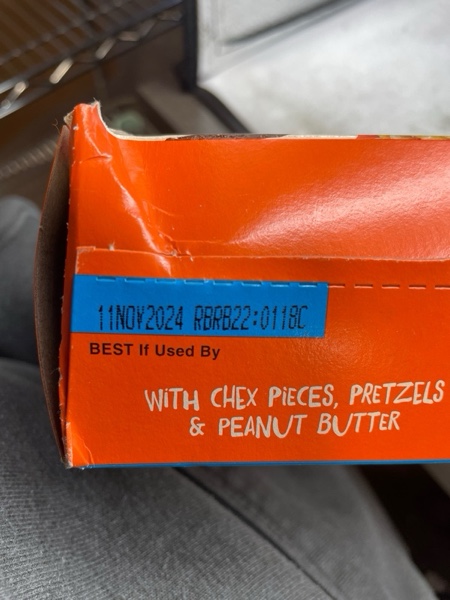 11NOV2024 RBRB22:0118C
BEST If Used By
WITH CHEX PIECES, PRETZELS
& PEANUT BUTTER